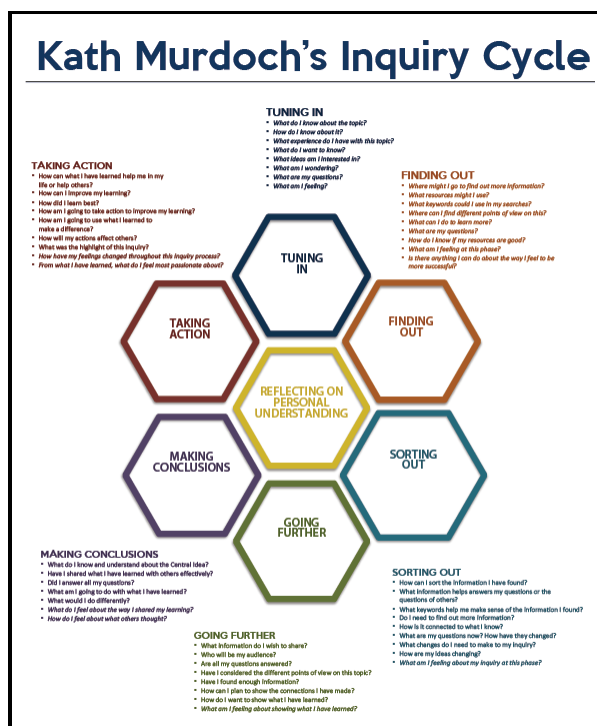 Kath Murdoch's Inquiry Cycle
TUNING IN
• What do I know about the topic?
• How do I know about it?
• What experience do I have with this topic?
• What do I want to know?
• What ideas am I interested in?
• What am I wondering?
• What are my questions?
• What am I feeling?
TAKING ACTION
• How can what I have learned help me in my
life or help others?
• How can I improve my learning?
• How did I learn best?
• How am I going to take action to improve my learning?
• How am I going to use what I learned to
make a difference?
• How will my actions affect others?
• What was the highlight of this inquiry?
• How have my feelings changed throughout this inquiry process?
• From what I have learned, what do I feel most passionate about?
FINDING OUT
• Where might I go to find out more information?
• What resources might I use?
• What keywords could I use in my searches?
• Where can I find different points of view on this?
• What can I do to learn more?
• What are my questions?
• How do I know if my resources are good?
• What am I feeling at this phase?
• Is there anything I can do about the way I feel to be
more successful?
TUNING
IN
TAKING
ACTION
FINDING
OUT
REFLECTING ON
PERSONAL
UNDERSTANDING
MAKING
CONCLUSIONS
SORTING
OUT
GOING
FURTHER
MAKING CONCLUSIONS
• What do I know and understand about the Central Idea?
• Have I shared what I have learned with others effectively?
• Did I answer all my questions?
• What am I going to do with what I have learned?
• What would I do differently?
• What do I feel about the way I shared my learning?
• How do I feel about what others thought?
SORTING OUT
• How can I sort the information I have found?
• What information helps answers my questions or the
questions of others?
• What keywords help me make sense of the information I found?
• Do I need to find out more information?
• How is it connected to what I know?
• What are my questions now? How have they changed?
• What changes do I need to make to my inquiry?
• How are my ideas changing?
• What am I feeling about my inquiry at this phase?
GOING FURTHER
• What information do I wish to share?
• Who will be my audience?
• Are all my questions answered?
• Have I considered the different points of view on this topic?
• Have I found enough information?
• How can I plan to show the connections I have made?
• How do I want to show what I have learned?
• What am I feeling about showing what I have learned?